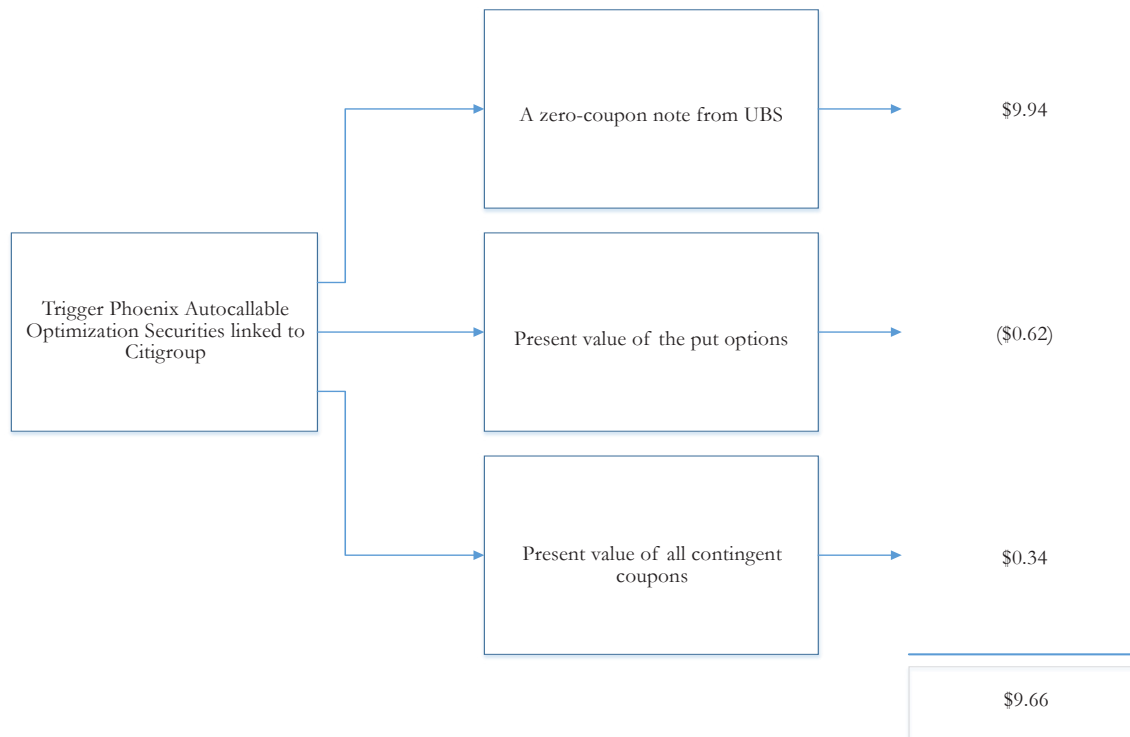 A zero-coupon note from UBS
$9.94
Trigger Phoenix Autocallable
Optimization Securities linked to
Citigroup
Present value of the put options
($0.62)
Present value of all contingent
coupons
$0.34
$9.66